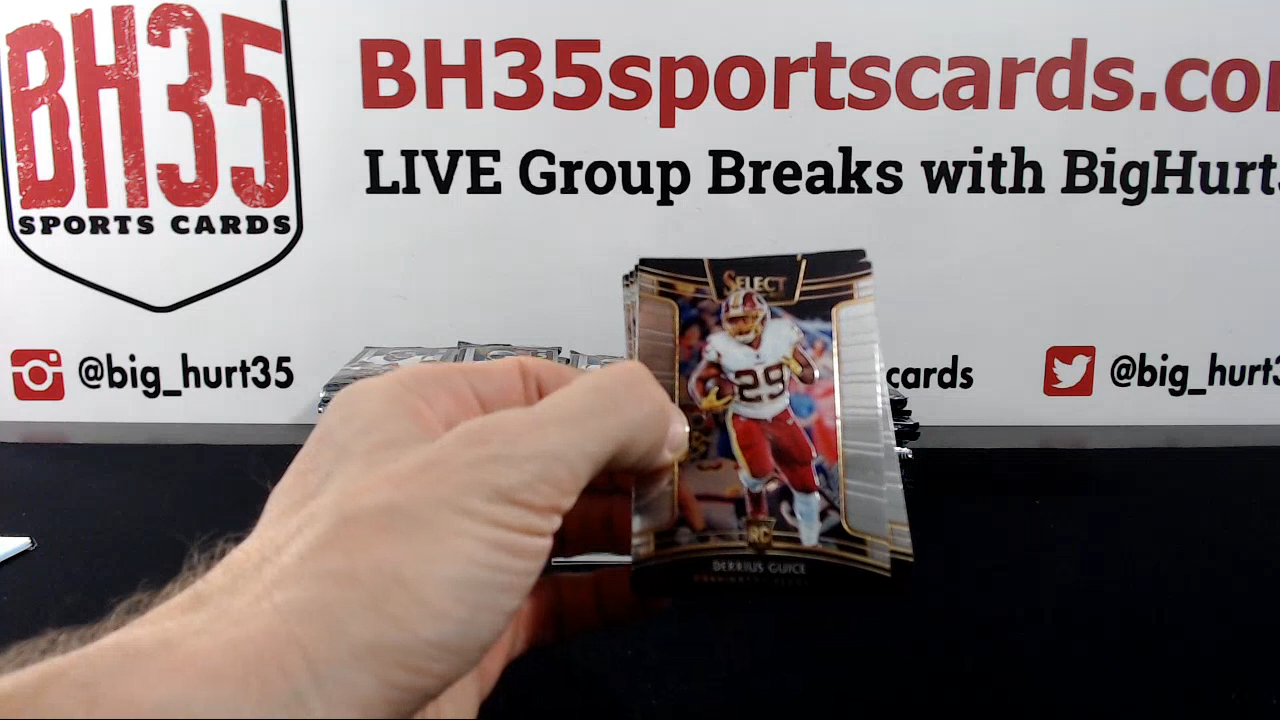 BH35
SPORTS CARDS
BH35sportscards.co
LIVE Group Breaks with BigHurt
@big_hurt35
cards
@big_hurt3
SELECT
29
RC
DERRIUS GUICE